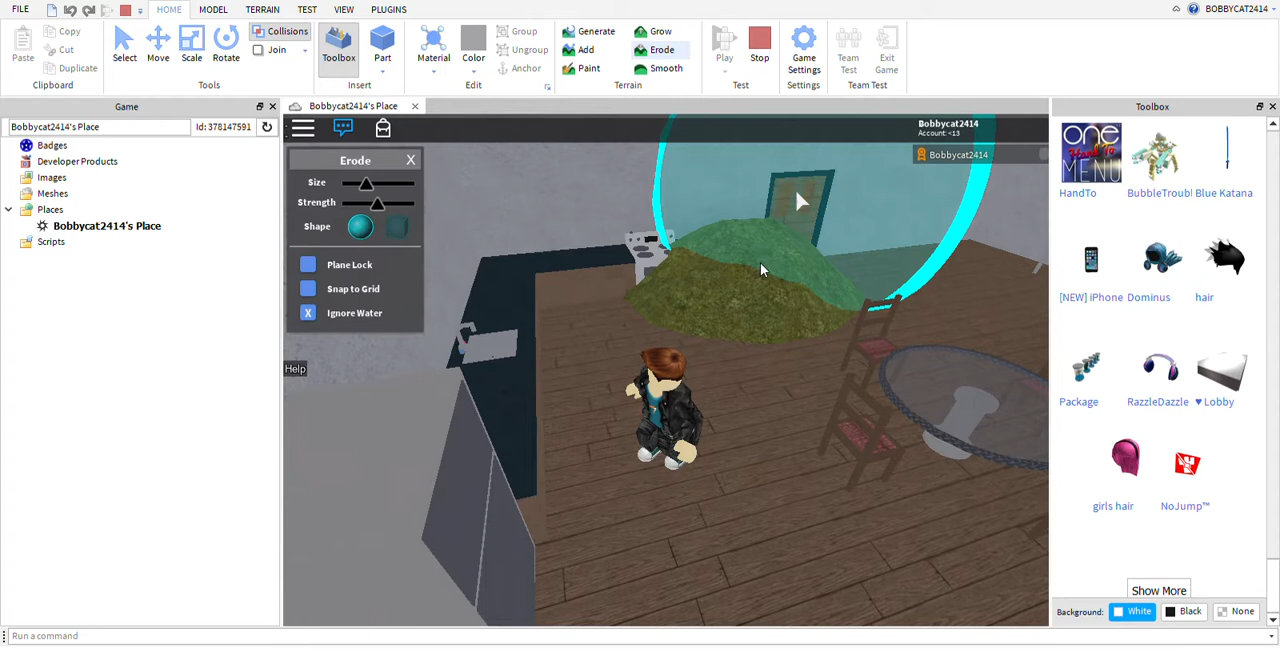 FILE HOME MODEL TERRAIN TEST VIEW PLUGINS BOBBYCAT2414
Paste Copy Cut Duplicate Clipboard
Select Move Scale Rotate Collisions Join Tools
Toolbox Part Insert
Material Color Group Ungroup Anchor Edit
Generate Add Paint Grow Erode Smooth Terrain
Play Stop Test
Game Settings Settings
Team Test Exit Game Team Test
Game
Bobbycat2414's Place Id: 378147591
Badges
Developer Products
Images
Meshes
Places
Bobbycat2414's Place
Scripts
Bobbycat2414's Place
Bobbycat2414
Account: <13
Bobbycat2414
Erode X
Size
Strength
Shape
Plane Lock
Snap to Grid
X Ignore Water
Help
Toolbox
ONE
Hand To
MENU
HandTo BubbleTroubl Blue Katana
[NEW] iPhone Dominus hair
Package RazzleDazzle ♥ Lobby
girls hair NoJump™
Show More
Background: White Black None
Run a command